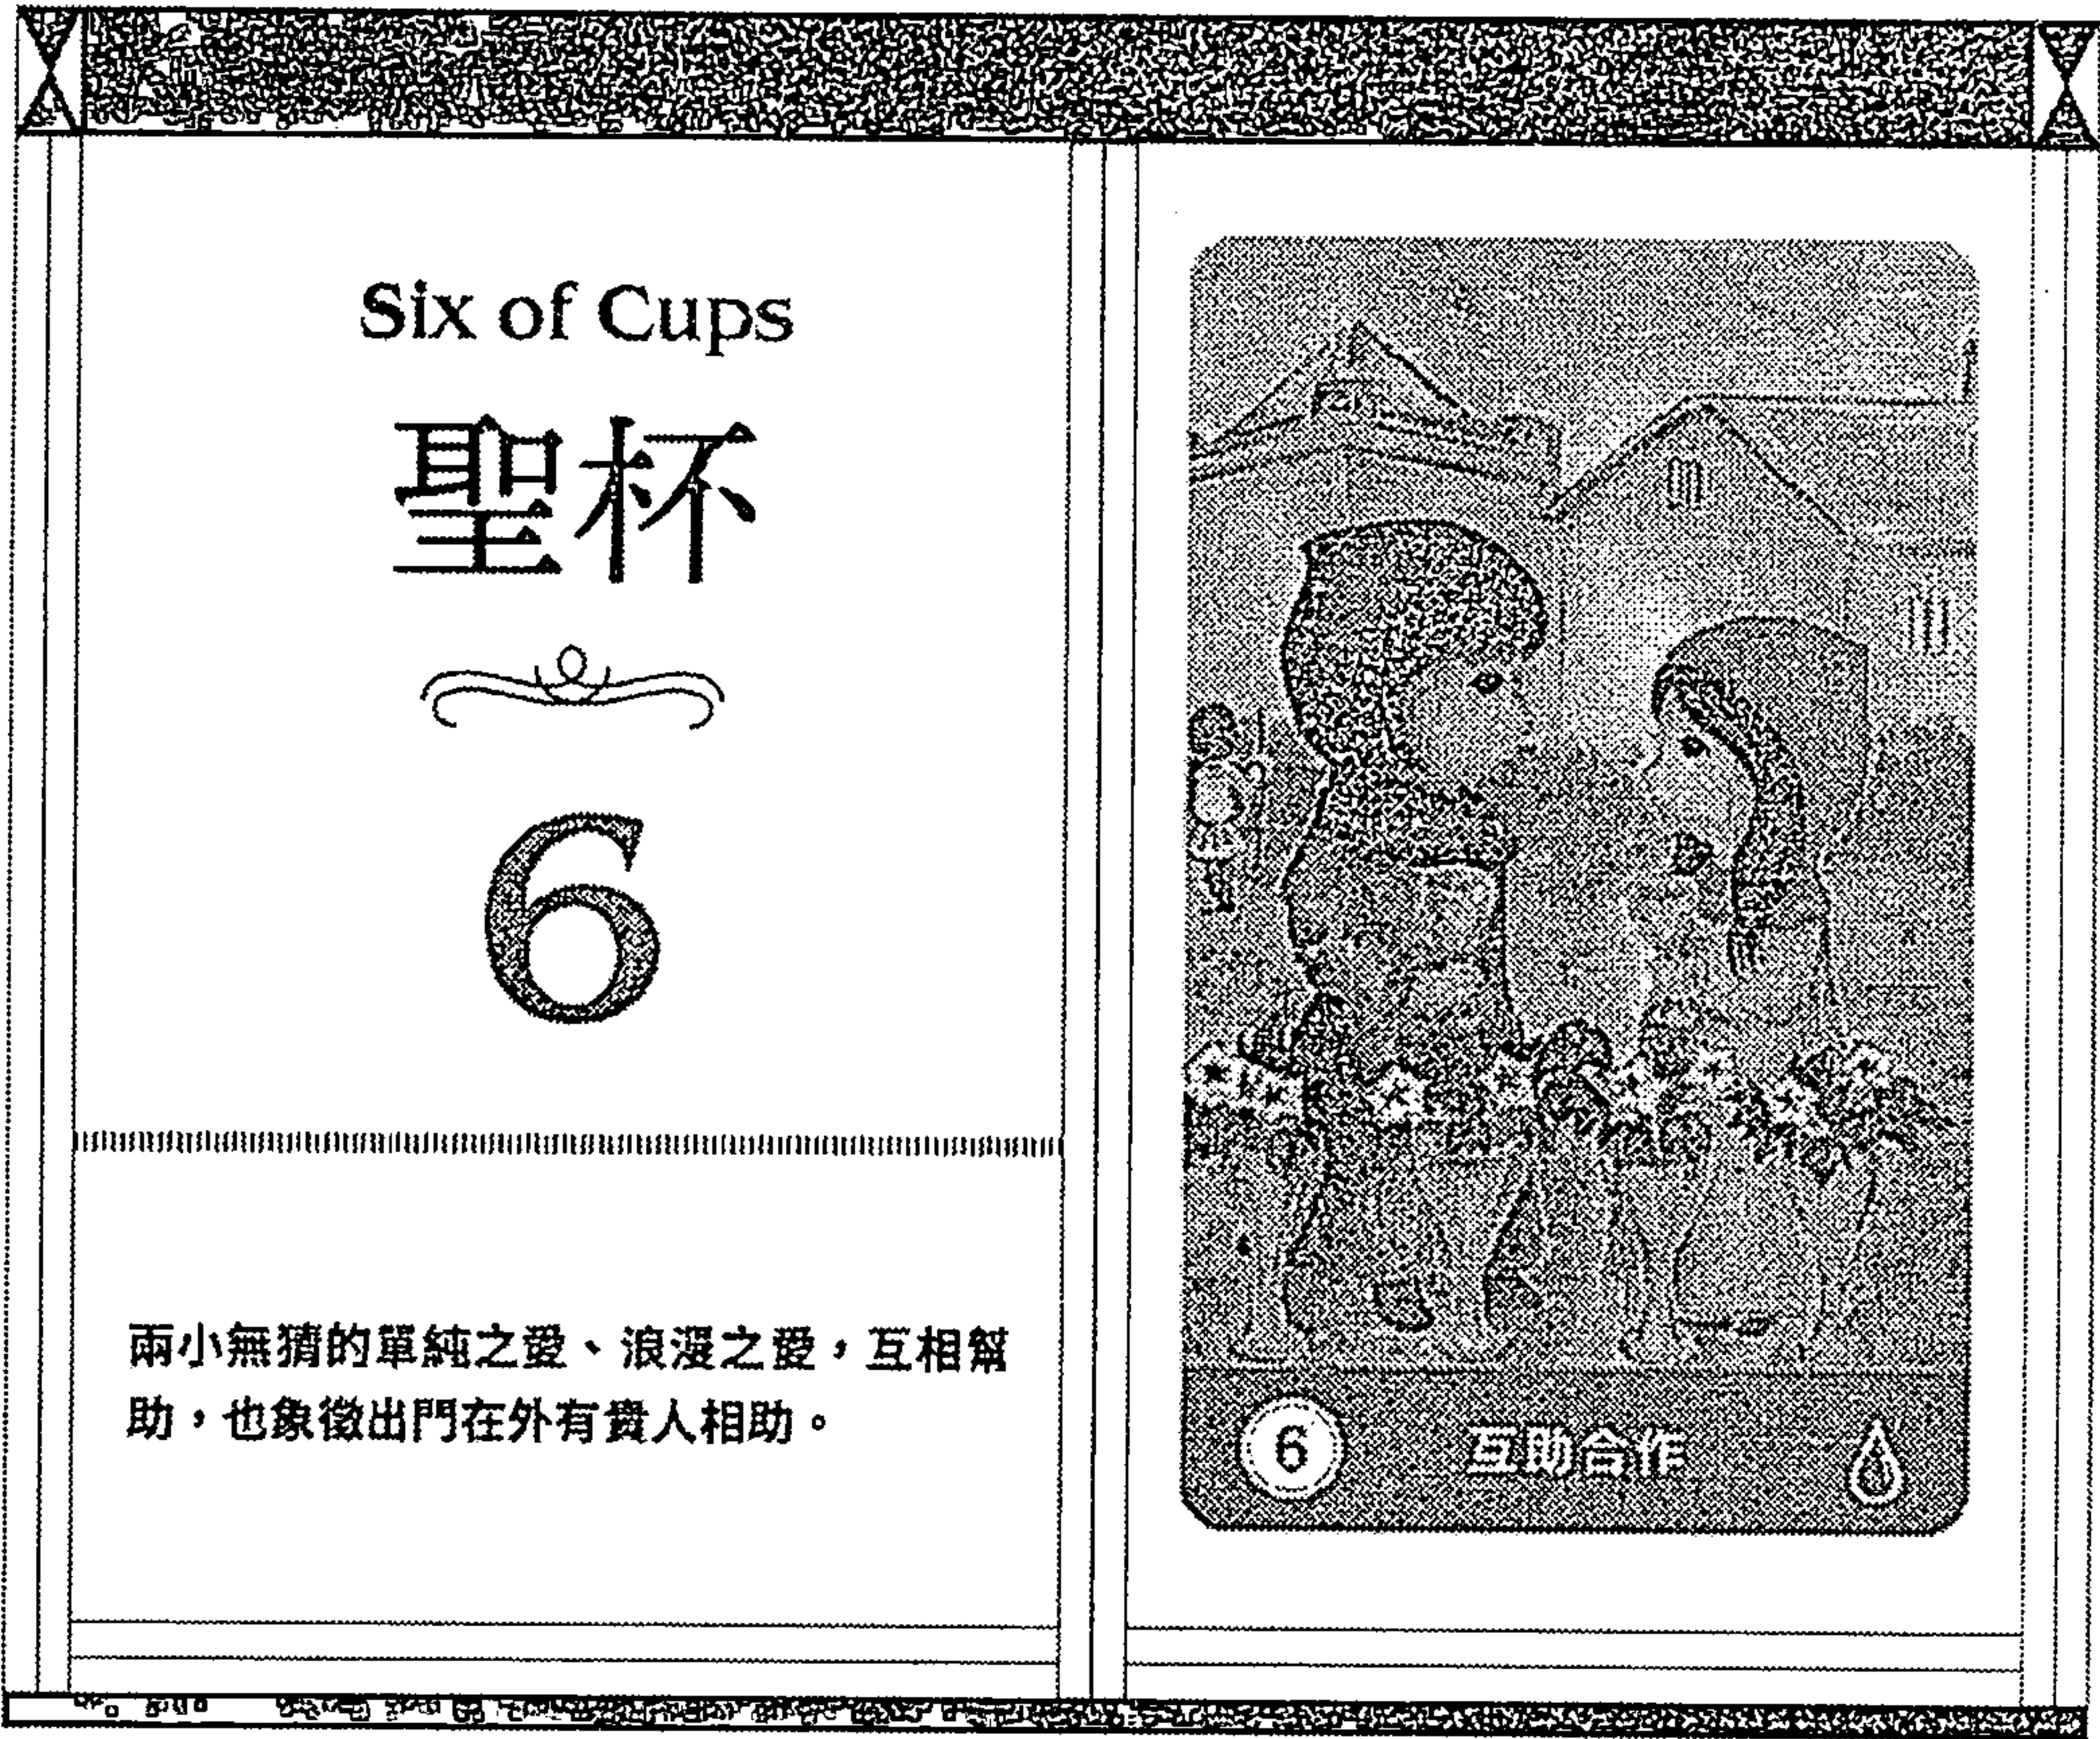 Six of Cups
聖杯
6
兩小無猜的單純之愛、浪漫之愛，互相幫
助，也象徵出門在外有貴人相助。
6 互助合作